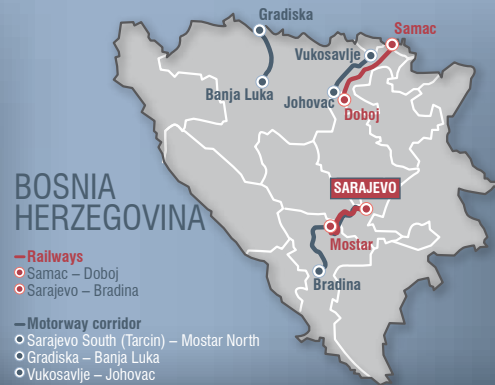 Gradiska
Samac
Vukosavlje
Banja Luka
Johovac
Doboj
SARAJEVO
BOSNIA
HERZEGOVINA
Mostar
Railways
Samac – Doboj
Sarajevo – Bradina
Bradina
Motorway corridor
Sarajevo South (Tarcin) – Mostar North
Gradiska – Banja Luka
Vukosavlje – Johovac